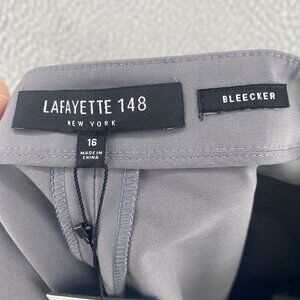 LAFAYETTE 148
NEW YORK
BLEECKER
16
MADE IN
CHINA